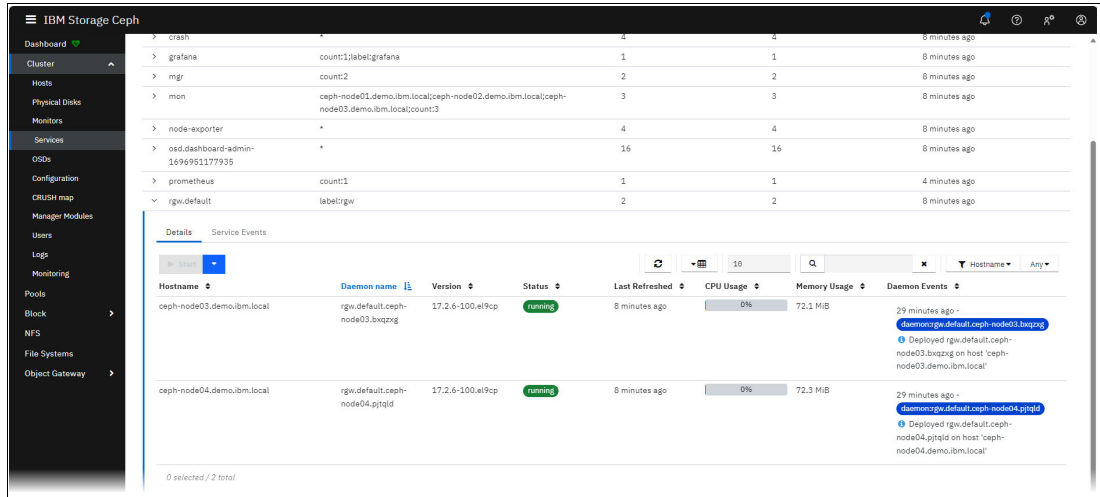 IBM Storage Ceph
Dashboard
Cluster
Hosts
Physical Disks
Monitors
Services
OSDs
Configuration
CRUSH map
Manager Modules
Users
Logs
Monitoring
Pools
Block
NFS
File Systems
Object Gateway
crash * 4 4 8 minutes ago
grafana count:1;label:grafana 1 1 8 minutes ago
mgr count:2 2 2 8 minutes ago
mon ceph-node01.demo.ibm.local;ceph-node02.demo.ibm.local;ceph- 3 3 8 minutes ago
node03.demo.ibm.local;count:3
node-exporter * 4 4 8 minutes ago
osd.dashboard-admin- * 16 16 8 minutes ago
1696951177935
prometheus count:1 1 1 4 minutes ago
rgw.default label:rgw 2 2 8 minutes ago
Details Service Events
Start 10 Hostname Any
Hostname Daemon name Version Status Last Refreshed CPU Usage Memory Usage Daemon Events
ceph-node03.demo.ibm.local rgw.default.ceph- 17.2.6-100.el9cp running 8 minutes ago 0% 72.1 MiB 29 minutes ago -
node03.bxqzxg daemon:rgw.default.ceph-node03.bxqzxg
Deployed rgw.default.ceph-
node03.bxqzxg on host 'ceph-
node03.demo.ibm.local'
ceph-node04.demo.ibm.local rgw.default.ceph- 17.2.6-100.el9cp running 8 minutes ago 0% 72.3 MiB 29 minutes ago -
node04.pjtqld daemon:rgw.default.ceph-node04.pjtqld
Deployed rgw.default.ceph-
node04.pjtqld on host 'ceph-
node04.demo.ibm.local'
0 selected / 2 total